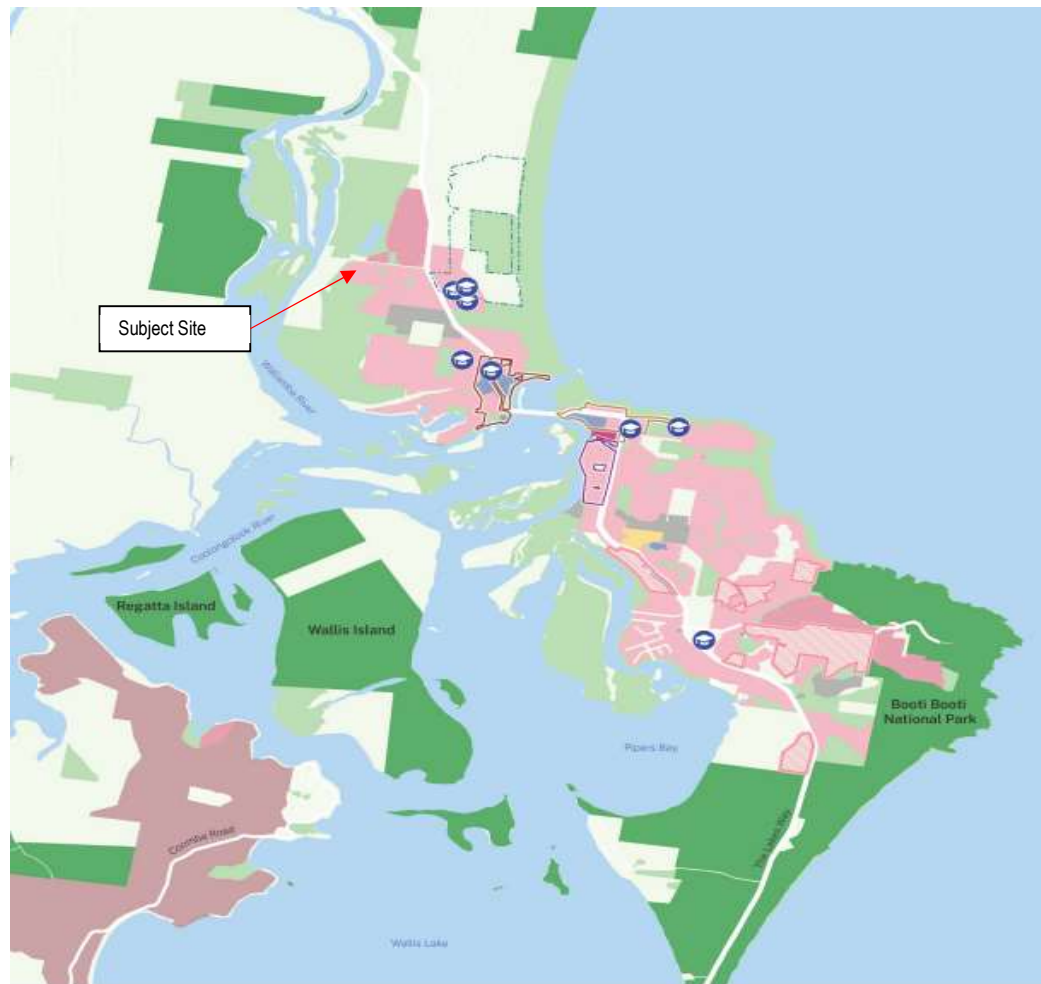 Subject Site
Wallambe River
Coolongolook River
Regatta Island
Wallis Island
Booti Booti
National Park
Pipers Bay
The Lakes Way
Coomba Road
Wallis Lake